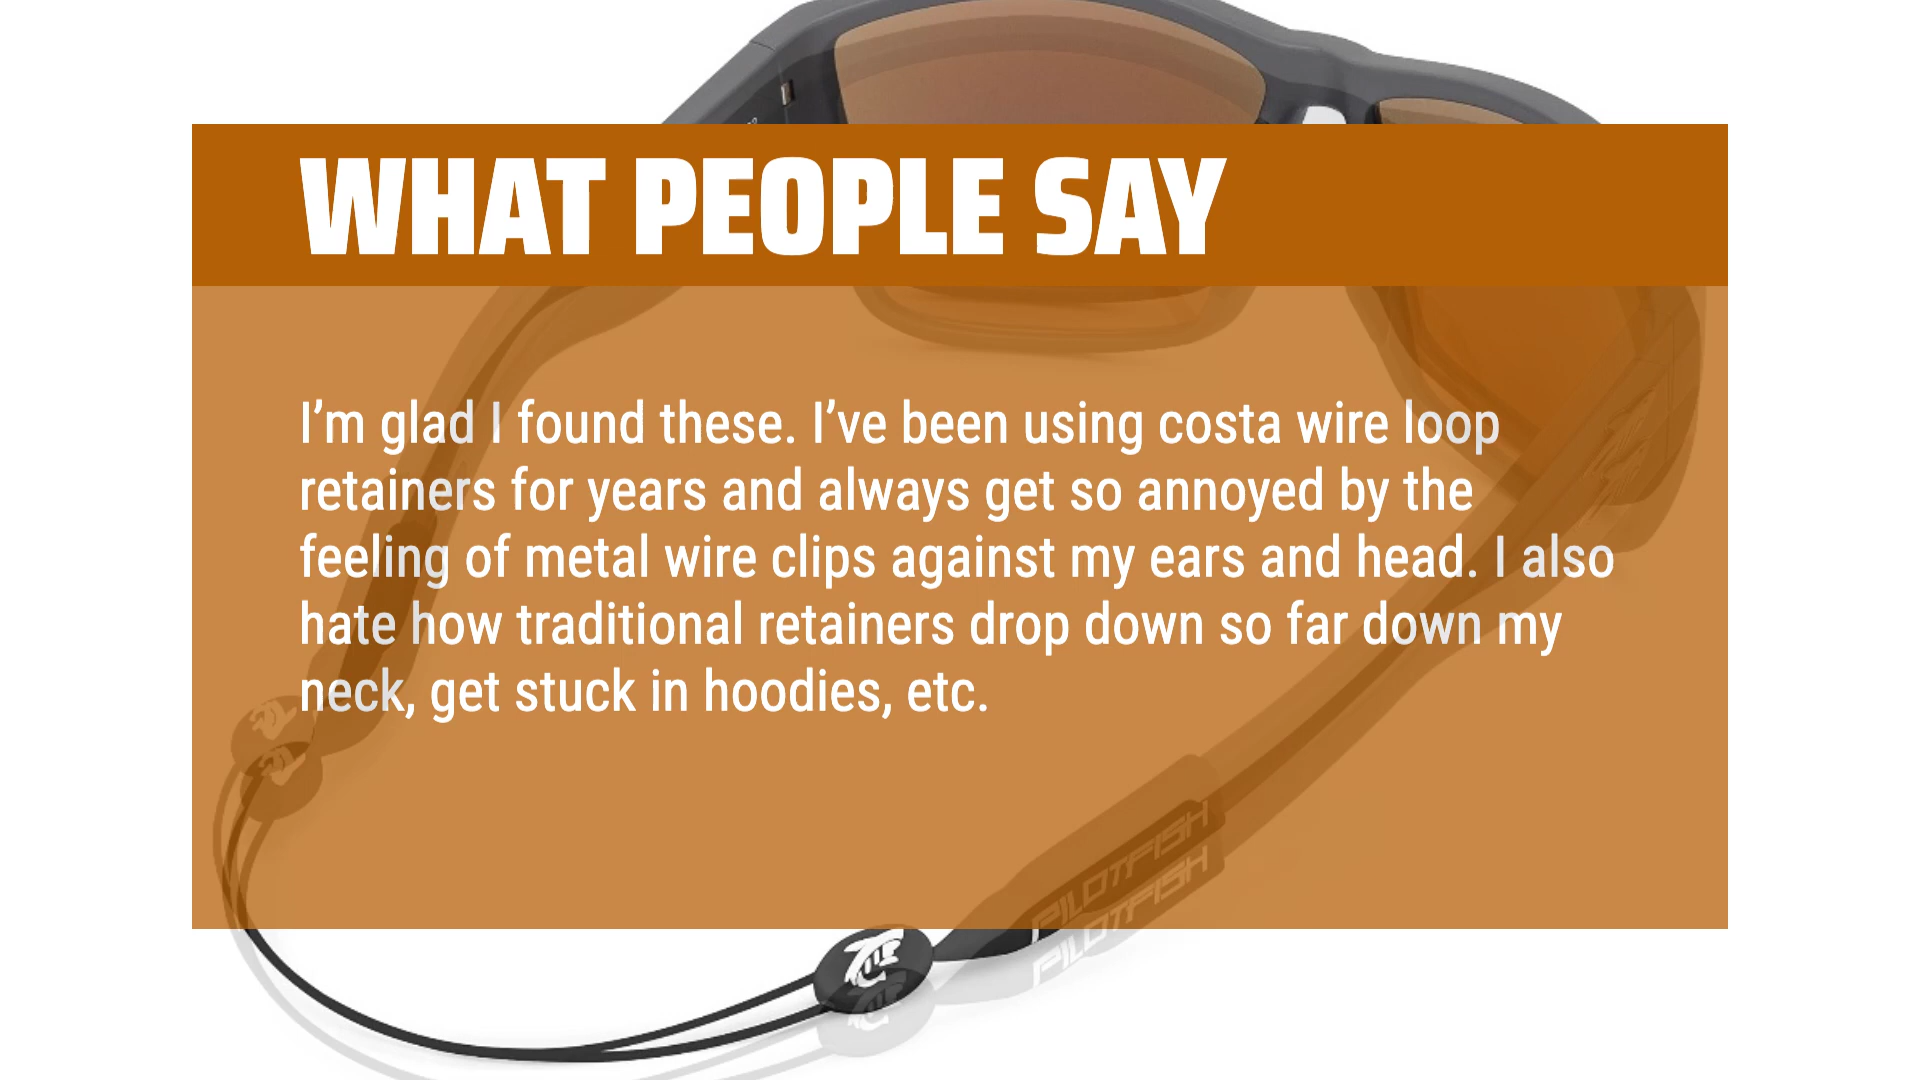 WHAT PEOPLE SAY
I’m glad I found these. I’ve been using costa wire loop
retainers for years and always get so annoyed by the
feeling of metal wire clips against my ears and head. I also
hate how traditional retainers drop down so far down my
neck, get stuck in hoodies, etc.
PILOTFISH
PILOTFISH